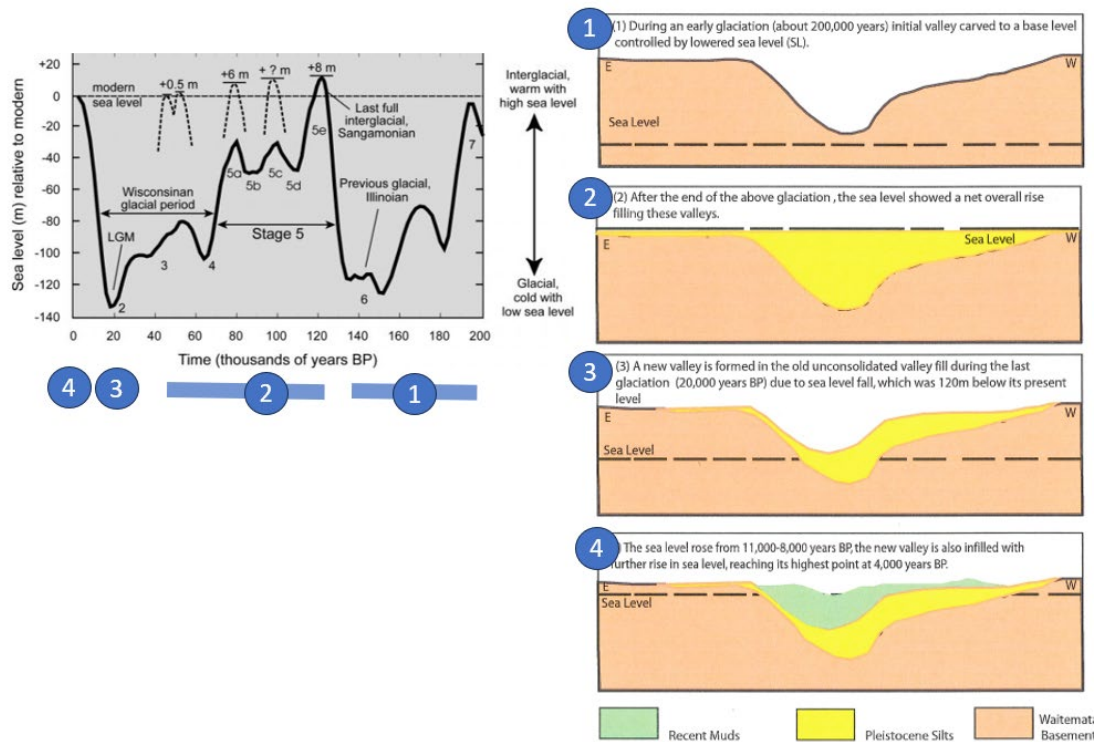 +20
0
-20
-40
-60
-80
-100
-120
-140
Sea level (m) relative to modern
modern
sea level
+0.5 m
+6 m
+ ? m
+8 m
Last full
interglacial,
Sangamonian
5e
7
5a
5b
5c
5d
Previous glacial,
Illinoian
Wisconsinan
glacial period
Stage 5
LGM
2
3
4
6
0 20 40 60 80 100 120 140 160 180 200
Time (thousands of years BP)
Interglacial,
warm with
high sea level
Glacial,
cold with
low sea level
4
3
2
1
1
(1) During an early glaciation (about 200,000 years) initial valley carved to a base level
controlled by lowered sea level (SL).
E
W
Sea Level
2
(2) After the end of the above glaciation , the sea level showed a net overall rise
filling these valleys.
E
Sea Level
W
3
(3) A new valley is formed in the old unconsolidated valley fill during the last
glaciation (20,000 years BP) due to sea level fall, which was 120m below its present
level
E
W
Sea Level
4
) The sea level rose from 11,000-8,000 years BP, the new valley is also infilled with
further rise in sea level, reaching its highest point at 4,000 years BP.
E
W
Sea Level
Recent Muds
Pleistocene Silts
Waitemata
Basement